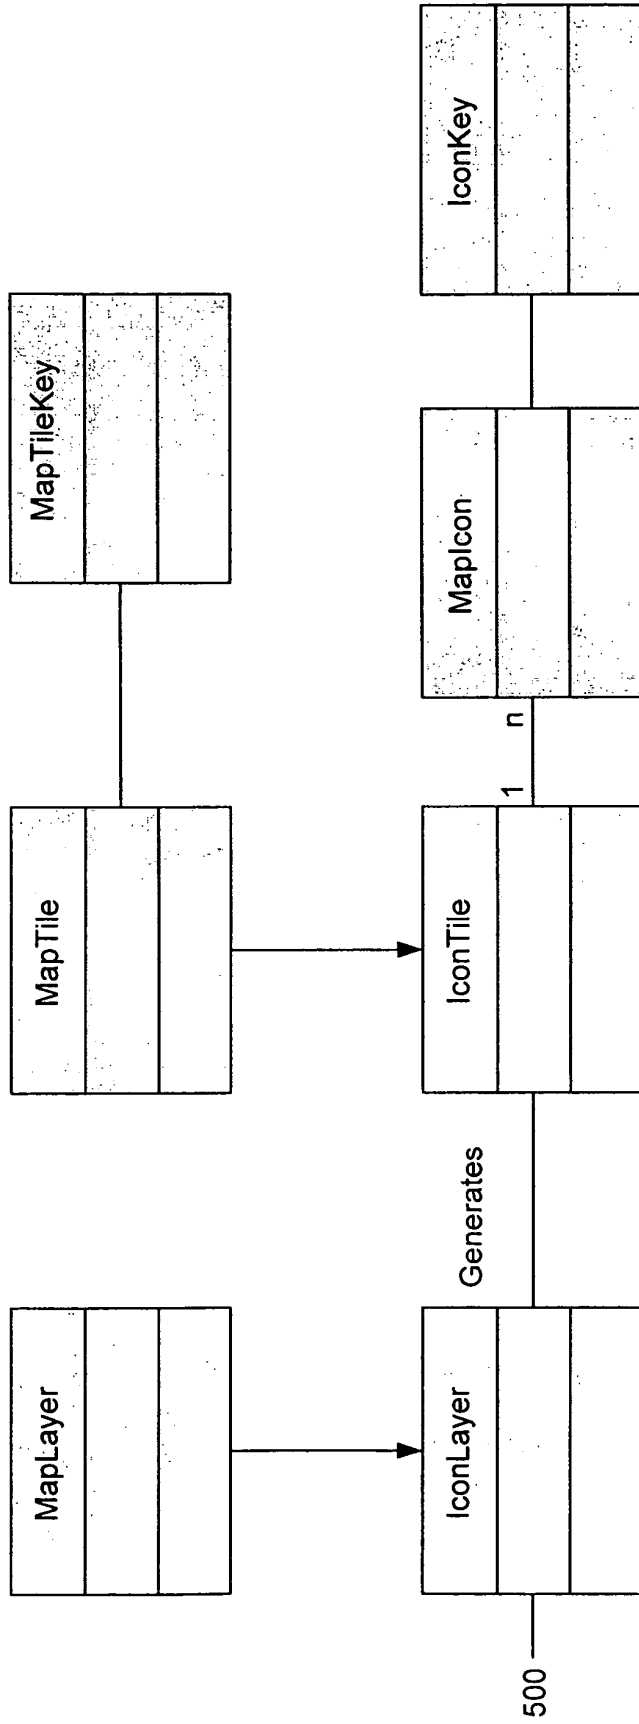 MapLayer
MapTile
MapTileKey
Generates
1
n
500
IconLayer
IconTile
MapIcon
IconKey